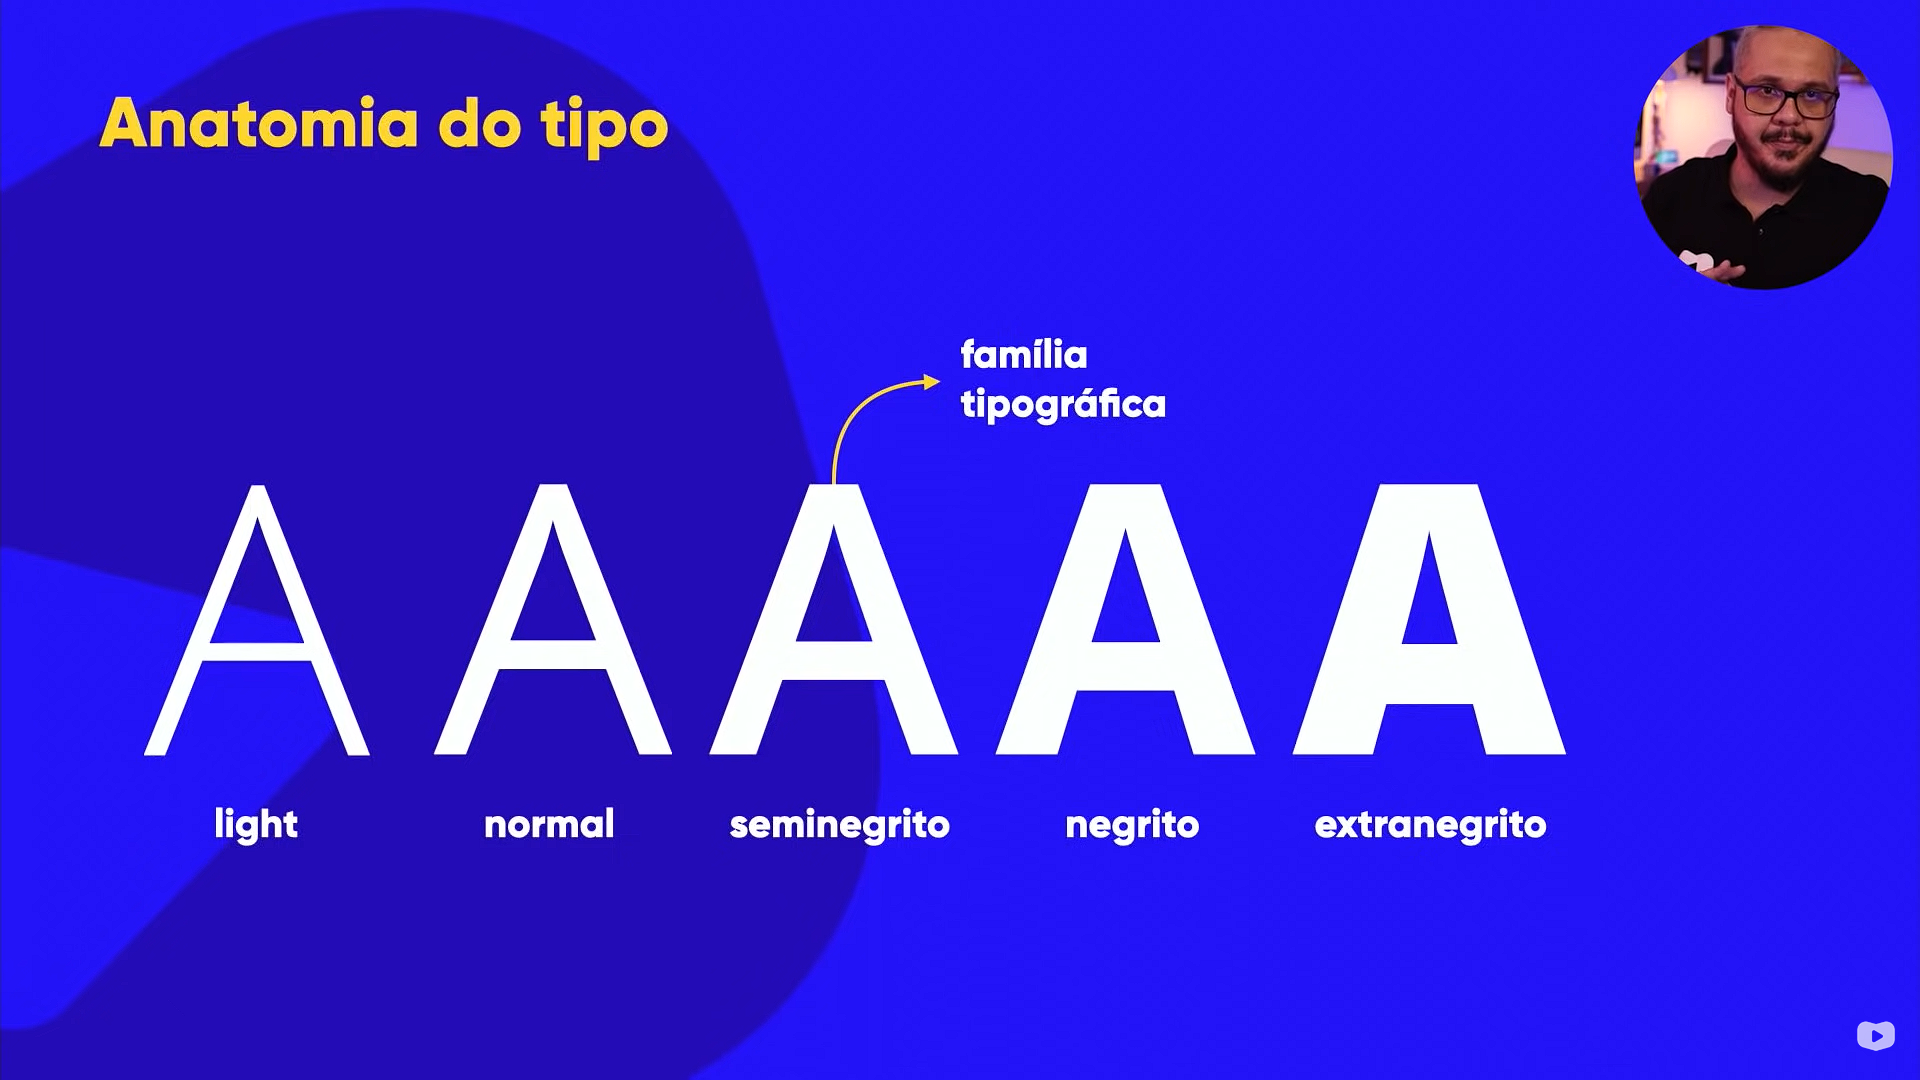 Anatomia do tipo
família
tipográfica
A A A A A
light normal seminegrito negrito extranegrito